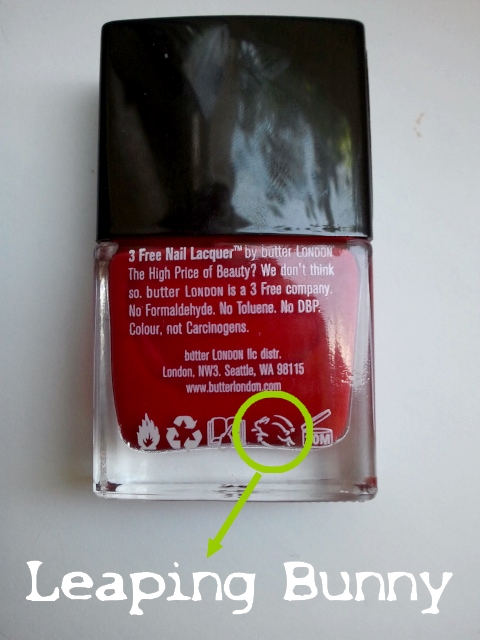 3 Free Nail Lacquer™ by butter LONDON
The High Price of Beauty? We don't think
so. butter LONDON is a 3 Free company.
No Formaldehyde. No Toluene. No DBP.
Colour, not Carcinogens.
butter LONDON llc distr.
London, NW3. Seattle, WA 98115
www.butterlondon.com
Leaping Bunny